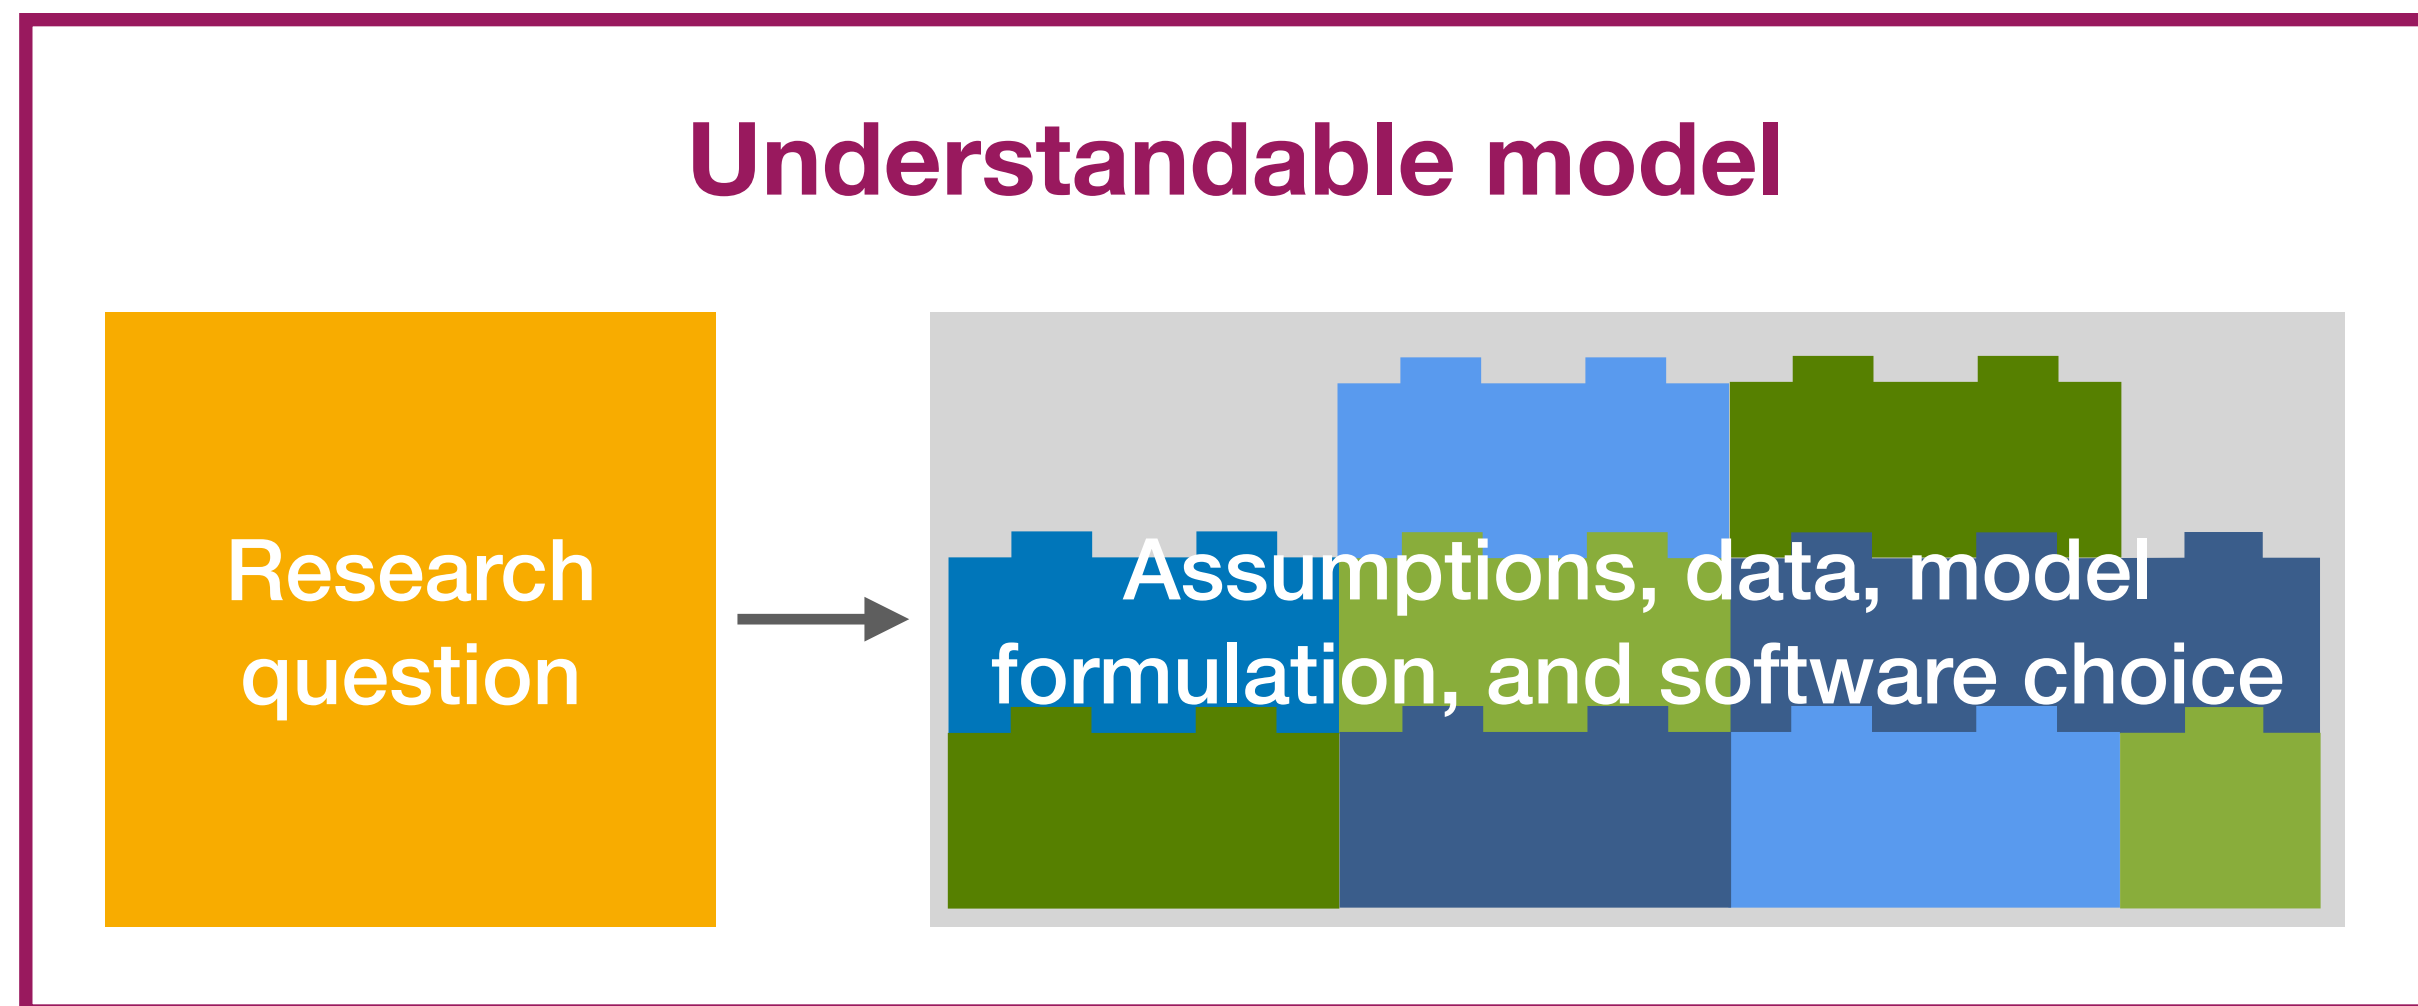 Understandable model
Research
question
Assumptions, data, model
formulation, and software choice